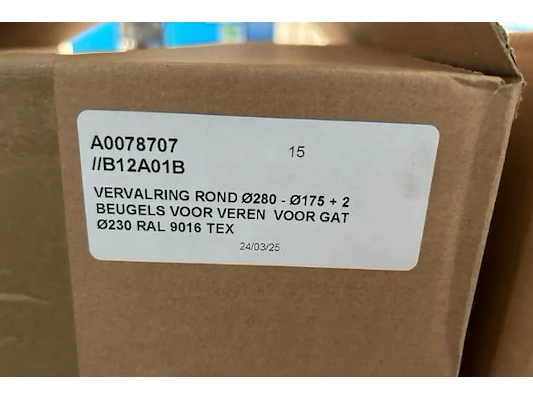 A0078707 15
//B12A01B
VERVALRING ROND Ø280 - Ø175 + 2
BEUGELS VOOR VEREN VOOR GAT
Ø230 RAL 9016 TEX
24/03/25